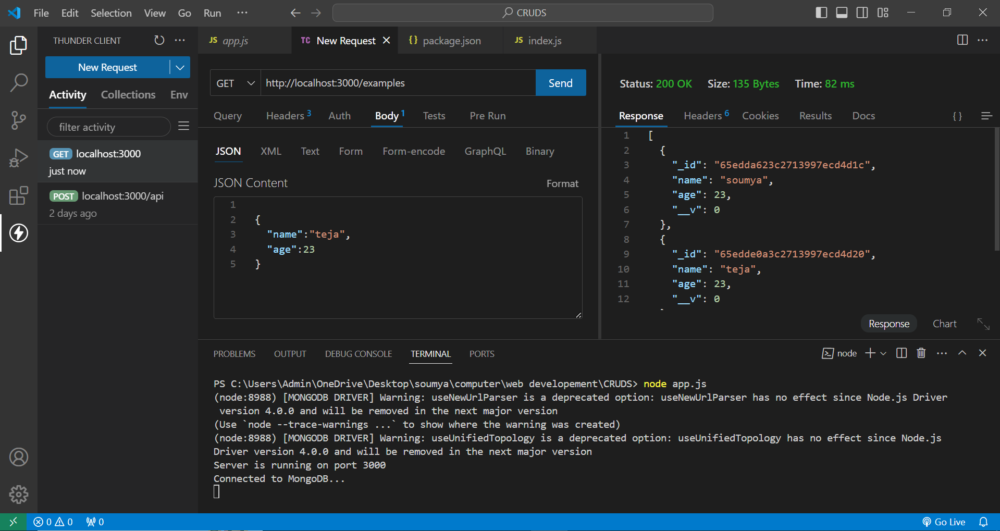 File Edit Selection View Go Run ···
CRUDS
THUNDER CLIENT
New Request
Activity Collections Env
filter activity
GET localhost:3000
just now
POST localhost:3000/api
2 days ago
JS app.js
TC New Request
{} package.json
JS index.js
GET http://localhost:3000/examples Send
Query Headers 3 Auth Body 1 Tests Pre Run
JSON XML Text Form Form-encode GraphQL Binary
JSON Content Format
1
2 {
3 "name":"teja",
4 "age":23
5 }
Status: 200 OK Size: 135 Bytes Time: 82 ms
Response Headers 6 Cookies Results Docs { }
1 [
2 {
3 "_id": "65edda623c2713997ecd4d1c",
4 "name": "soumya",
5 "age": 23,
6 "__v": 0
7 },
8 {
9 "_id": "65edde0a3c2713997ecd4d20",
10 "name": "teja",
11 "age": 23,
12 "__v": 0
Response Chart
PROBLEMS OUTPUT DEBUG CONSOLE TERMINAL PORTS
node
PS C:\Users\Admin\OneDrive\Desktop\soumya\computer\web developement\CRUDS> node app.js
(node:8988) [MONGODB DRIVER] Warning: useNewUrlParser is a deprecated option: useNewUrlParser has no effect since Node.js Driver
version 4.0.0 and will be removed in the next major version
(Use `node --trace-warnings ...` to show where the warning was created)
(node:8988) [MONGODB DRIVER] Warning: useUnifiedTopology is a deprecated option: useUnifiedTopology has no effect since Node.js
Driver version 4.0.0 and will be removed in the next major version
Server is running on port 3000
Connected to MongoDB...
0 0 0
Go Live